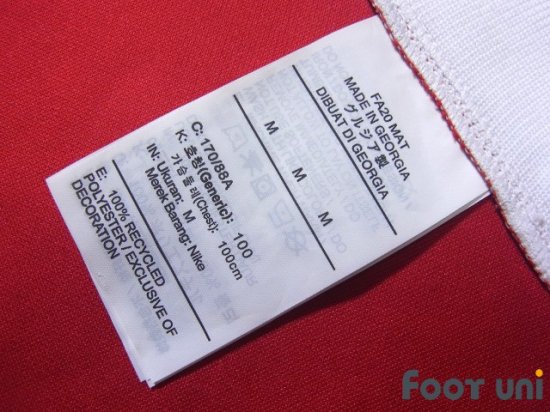 FA20 MAT
MADE IN GEORGIA
グルジア製
DIBUAT DI GEORGIA
M M M
C: 170/88A
K: 호칭(Generic): 100
가슴둘레(Chest): 100cm
IN: Ukuran: M
Merek Barang: Nike
E: 100% RECYCLED
POLYESTER / EXCLUSIVE OF
DECORATION
FOOT UNI